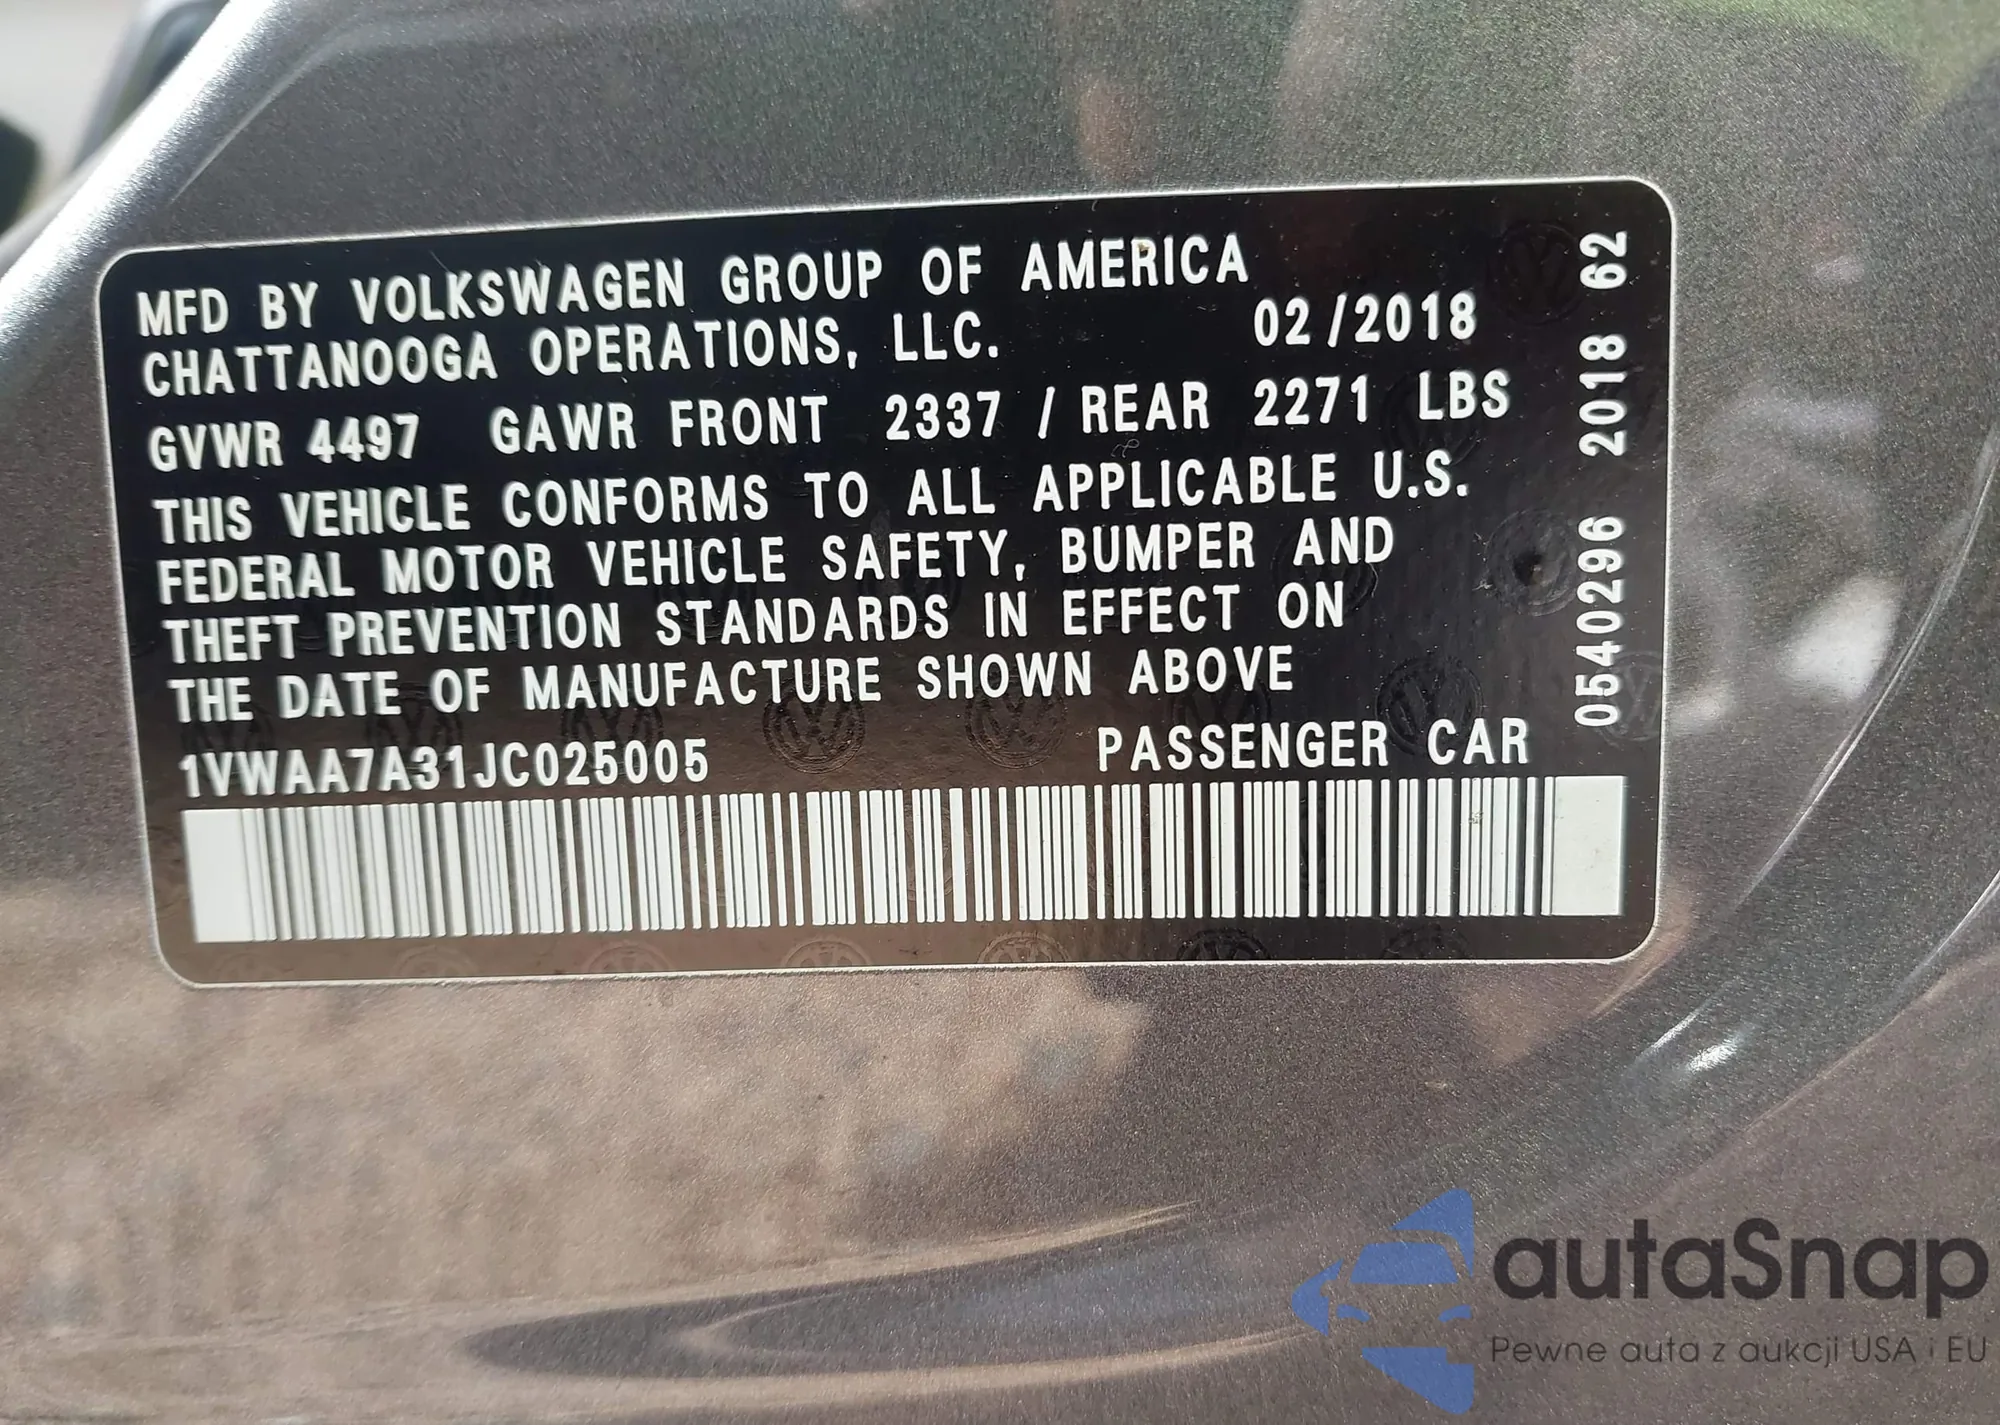 MFD BY VOLKSWAGEN GROUP OF AMERICA
CHATTANOOGA OPERATIONS, LLC. 02/2018
GVWR 4497 GAWR FRONT 2337 / REAR 2271 LBS
THIS VEHICLE CONFORMS TO ALL APPLICABLE U.S.
FEDERAL MOTOR VEHICLE SAFETY, BUMPER AND
THEFT PREVENTION STANDARDS IN EFFECT ON
THE DATE OF MANUFACTURE SHOWN ABOVE
1VWAA7A31JC025005 PASSENGER CAR
0540296 2018 62
autaSnap
Pewne auta z aukcji USA i EU